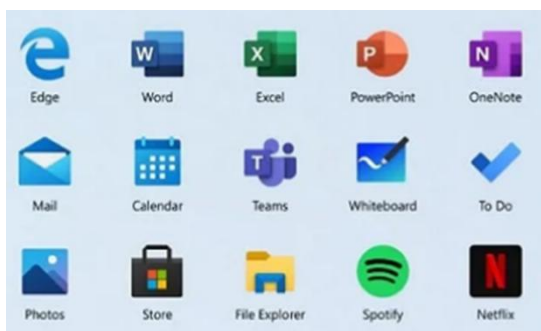 W X P N
Edge Word Excel PowerPoint OneNote
T
Mail Calendar Teams Whiteboard To Do
N
Photos Store File Explorer Spotify Netflix